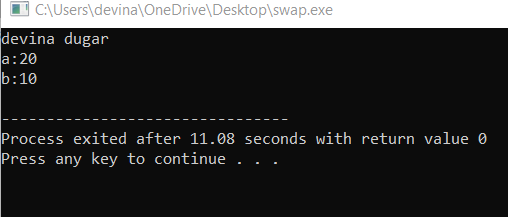 C:\Users\devina\OneDrive\Desktop\swap.exe
devina dugar
a:20
b:10
--------------------------------
Process exited after 11.08 seconds with return value 0
Press any key to continue . . .